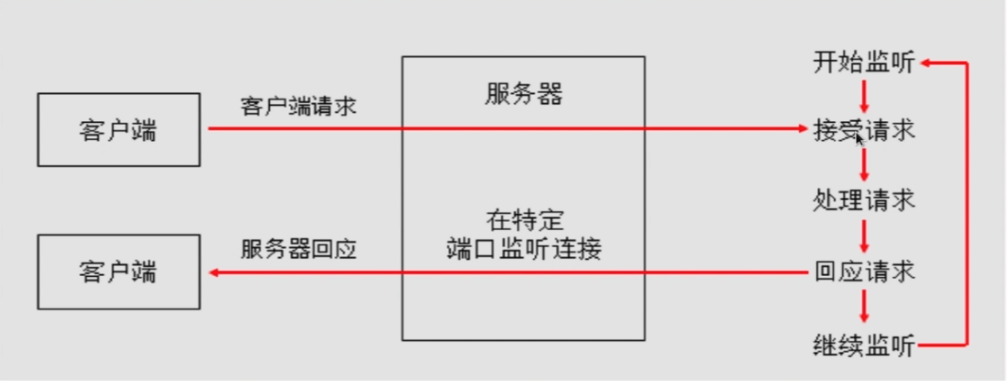 开始监听
客户端请求
服务器
客户端
接受请求
处理请求
在特定
端口监听连接
服务器回应
客户端
回应请求
继续监听